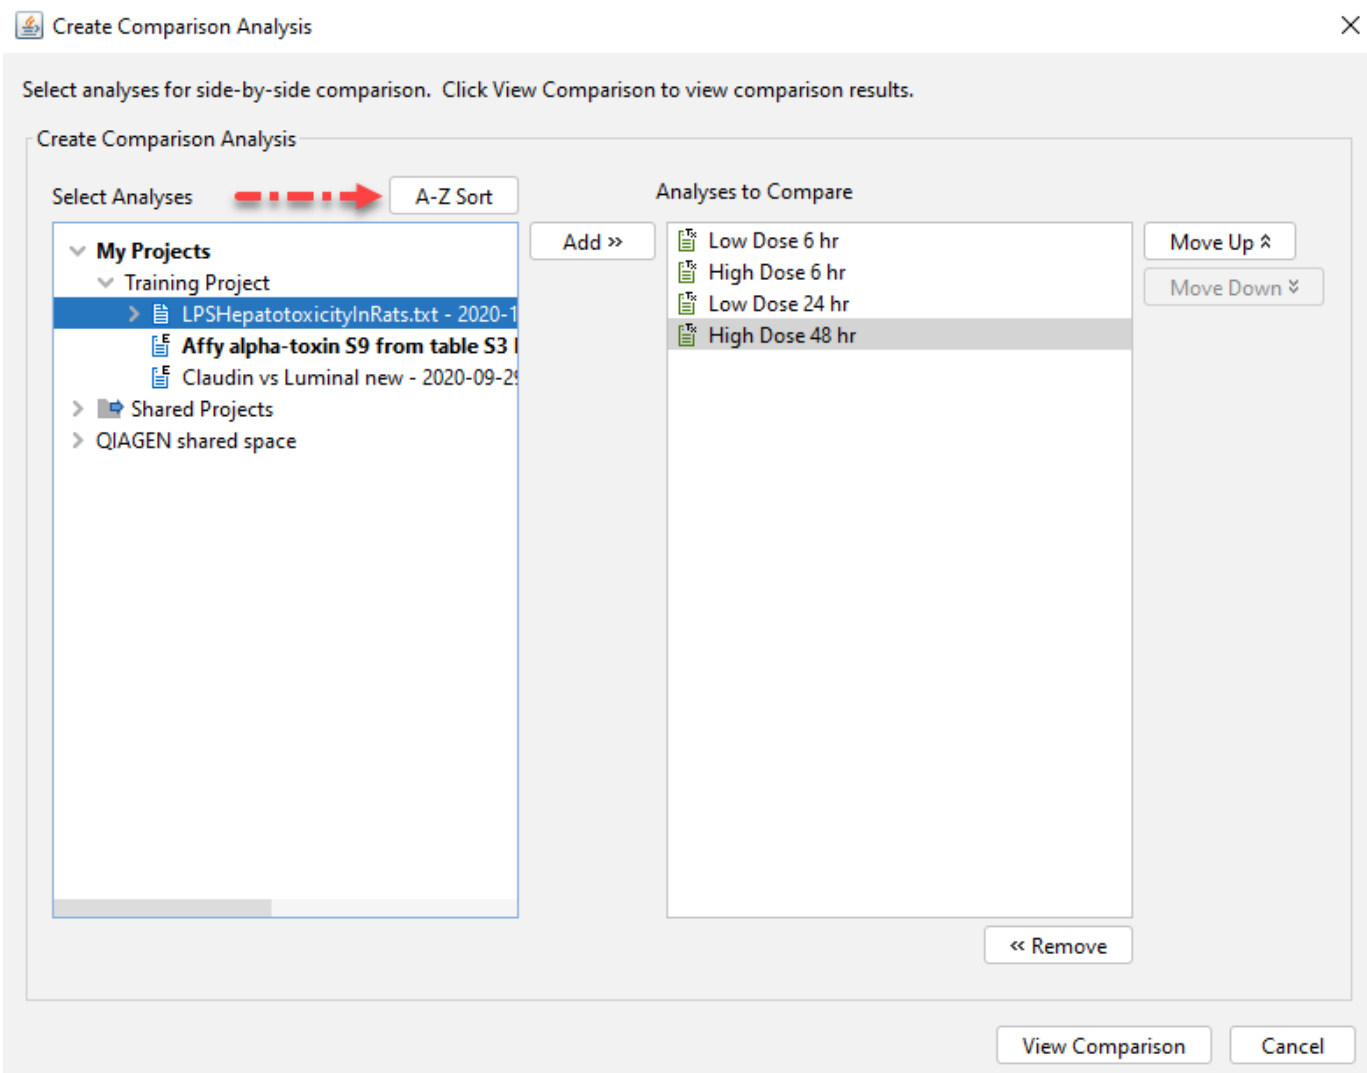 Create Comparison Analysis
Select analyses for side-by-side comparison.  Click View Comparison to view comparison results.
Create Comparison Analysis
Select Analyses
A-Z Sort
Analyses to Compare
My Projects
Training Project
LPSHepatotoxicityInRats.txt - 2020-1
Affy alpha-toxin S9 from table S3
Claudin vs Luminal new - 2020-09-29
Shared Projects
QIAGEN shared space
Add »
Low Dose 6 hr
High Dose 6 hr
Low Dose 24 hr
High Dose 48 hr
Move Up
Move Down
« Remove
View Comparison
Cancel